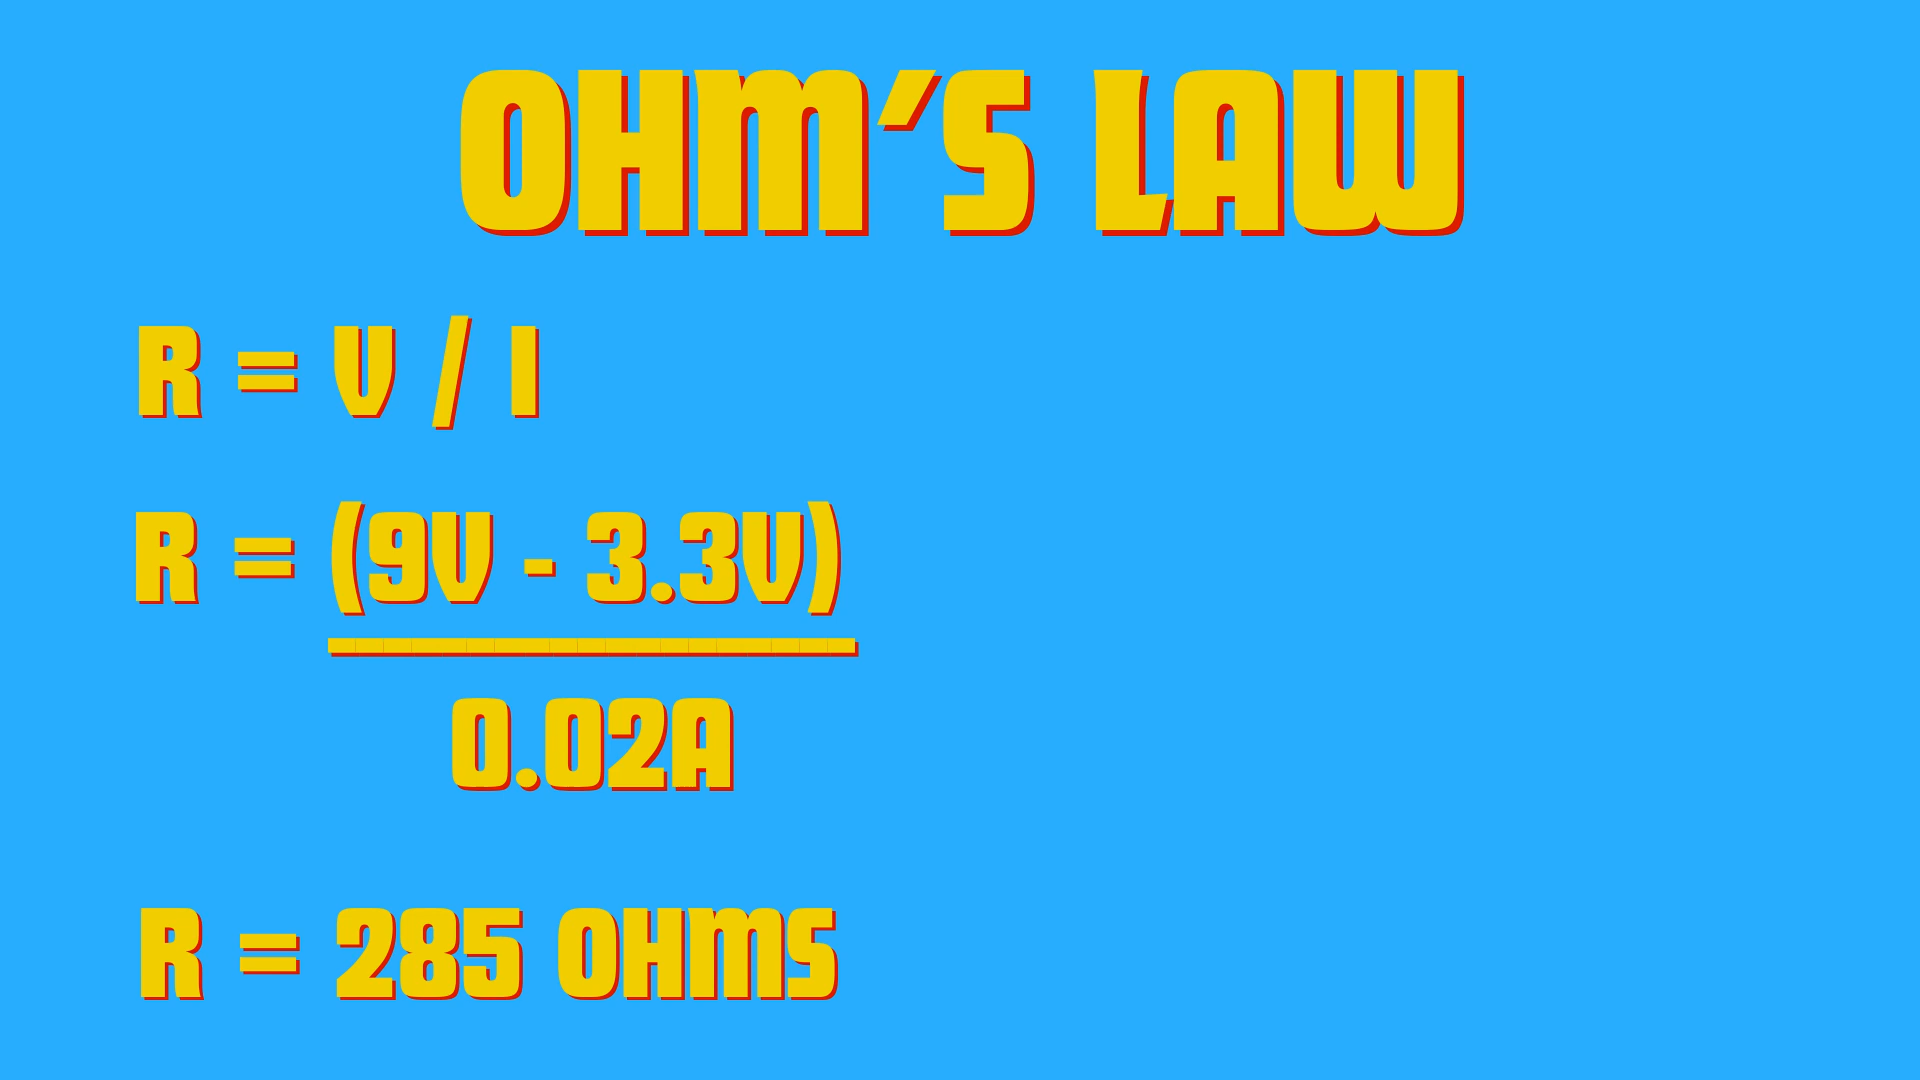 OHM'S LAW
R = V / I
R = (9V - 3.3V)
0.02A
R = 285 OHMS